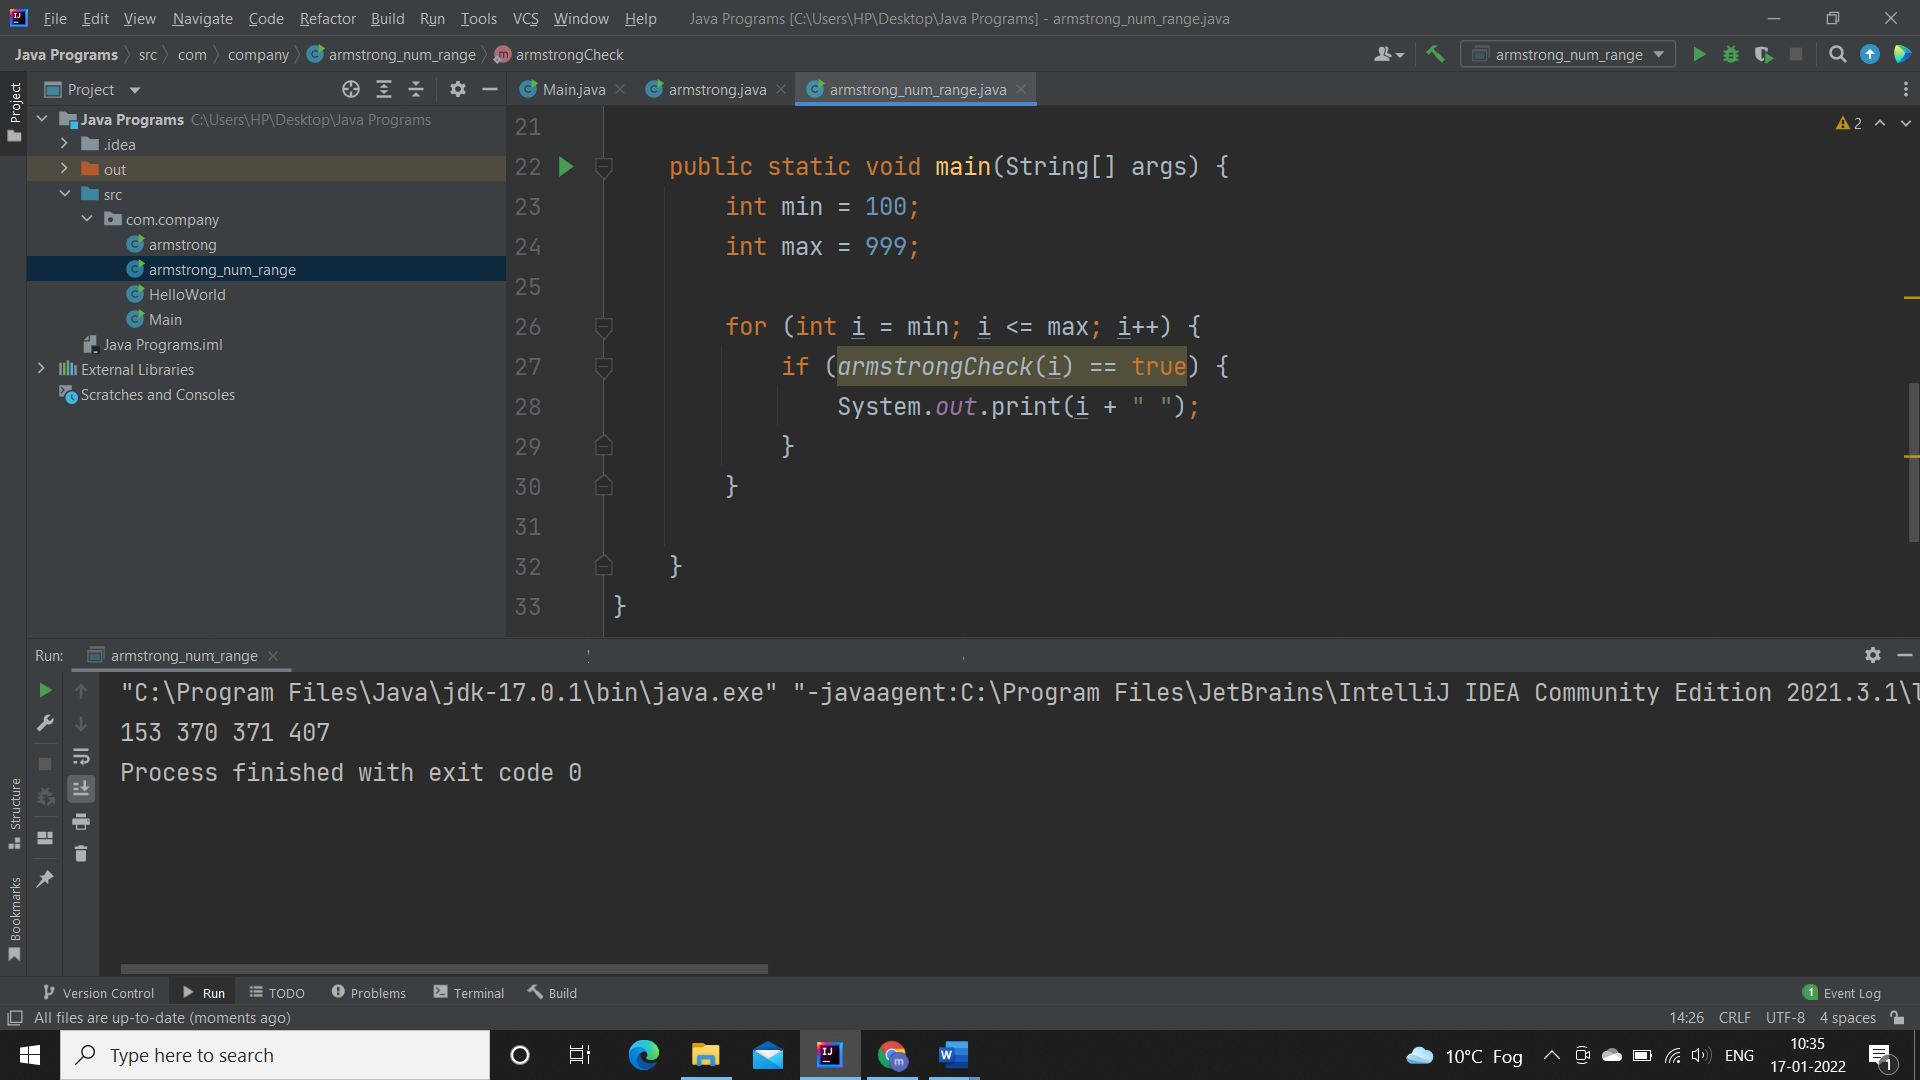 File Edit View Navigate Code Refactor Build Run Tools VCS Window Help Java Programs [C:\Users\HP\Desktop\Java Programs] - armstrong_num_range.java
Java Programs src com company armstrong_num_range armstrongCheck armstrong_num_range
Project
Project
Main.java armstrong.java armstrong_num_range.java
Java Programs C:\Users\HP\Desktop\Java Programs
.idea
out
src
com.company
armstrong
armstrong_num_range
HelloWorld
Main
Java Programs.iml
External Libraries
Scratches and Consoles
2
21
22 public static void main(String[] args) {
23 int min = 100;
24 int max = 999;
25
26 for (int i = min; i <= max; i++) {
27 if (armstrongCheck(i) == true) {
28 System.out.print(i + " ");
29 }
30 }
31
32 }
33 }
Run: armstrong_num_range
"C:\Program Files\Java\jdk-17.0.1\bin\java.exe" "-javaagent:C:\Program Files\JetBrains\IntelliJ IDEA Community Edition 2021.3.1\l
153 370 371 407
Process finished with exit code 0
Structure
Bookmarks
Version Control Run TODO Problems Terminal Build 1 Event Log
All files are up-to-date (moments ago) 14:26 CRLF UTF-8 4 spaces
Type here to search
10°C Fog ENG 10:35
17-01-2022 1